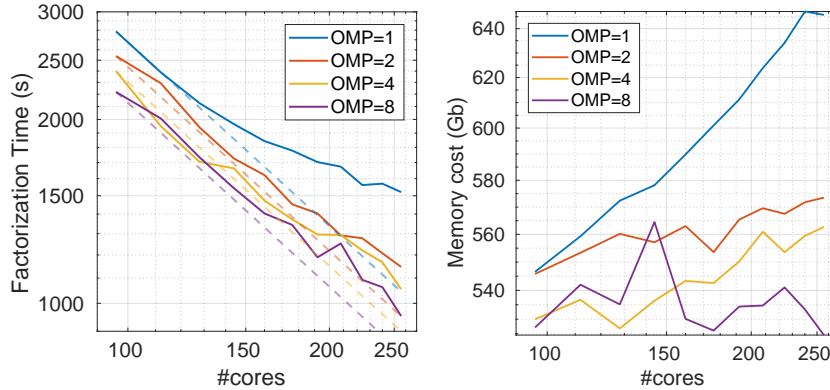 3000
2500
2000
1500
1000
Factorization Time (s)
100
150
200
250
#cores
OMP=1
OMP=2
OMP=4
OMP=8
640
620
600
580
560
540
Memory cost (Gb)
100
150
200
250
#cores
OMP=1
OMP=2
OMP=4
OMP=8